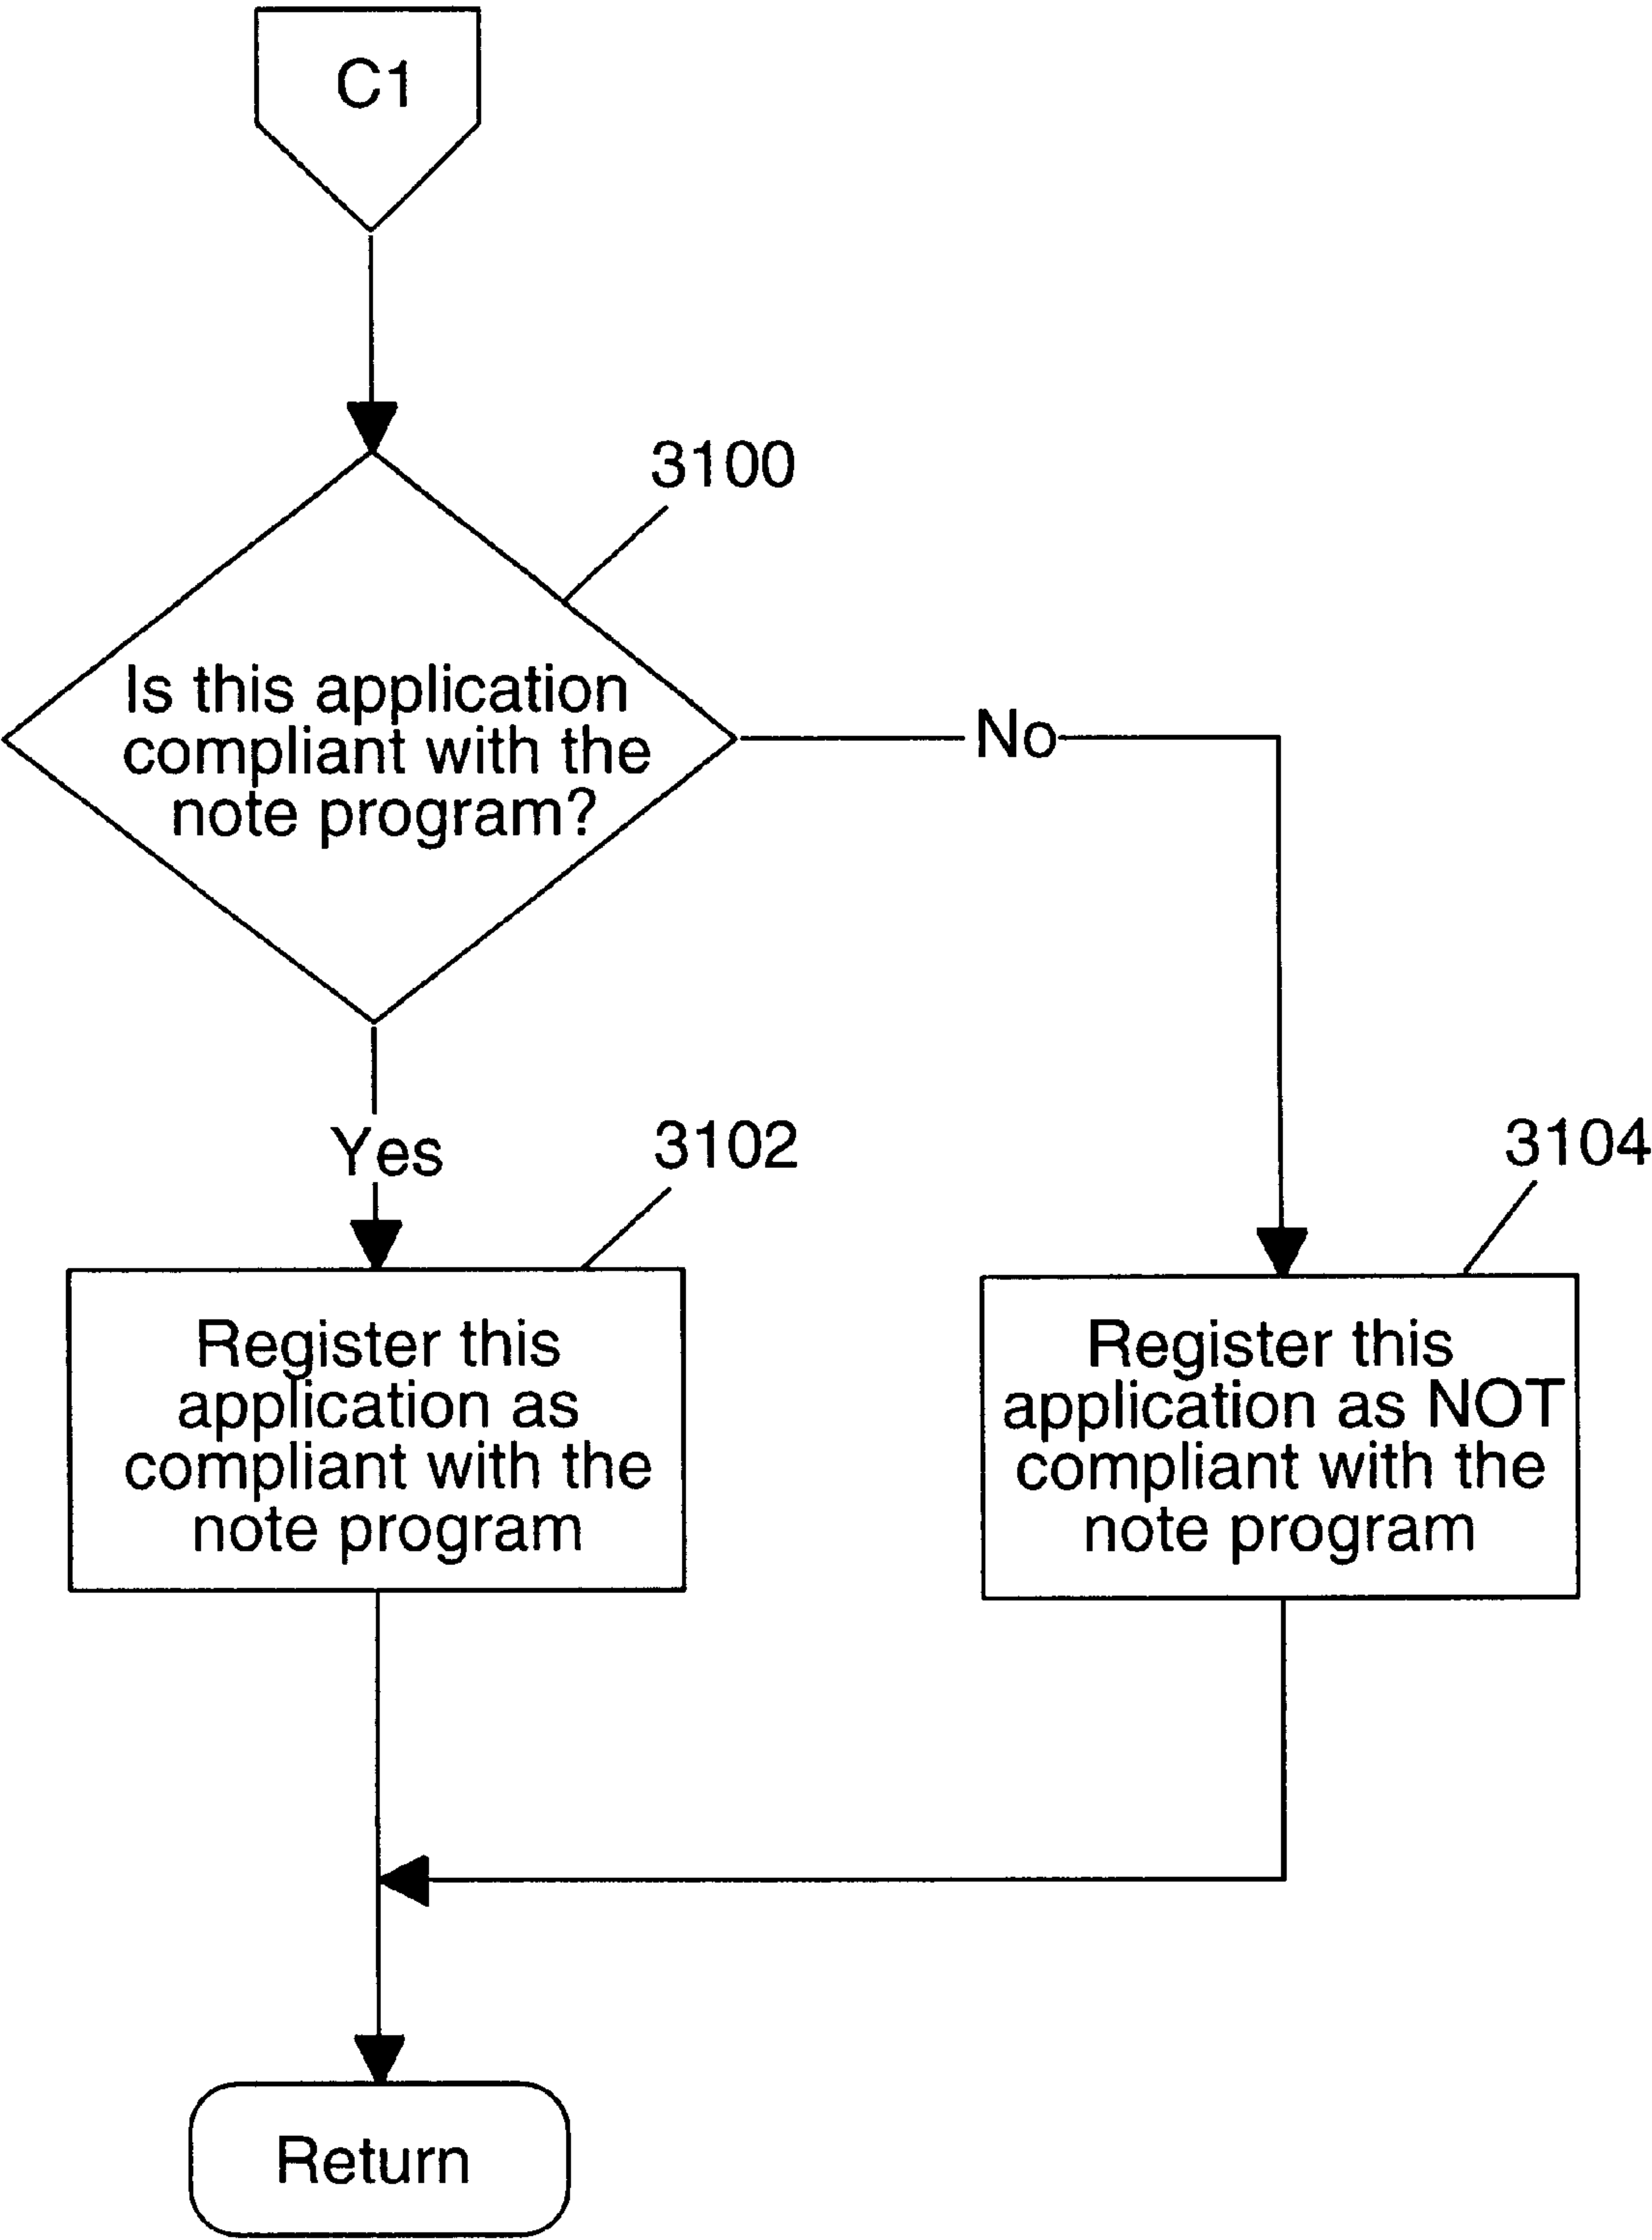 C1
3100
Is this application
compliant with the
note program?
No
Yes
3102
3104
Register this
application as
compliant with the
note program
Register this
application as NOT
compliant with the
note program
Return